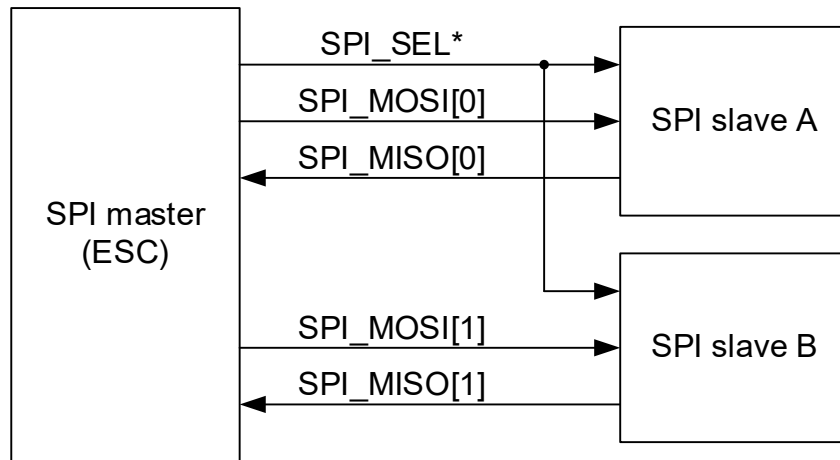 SPI_SEL*
SPI_MOSI[0]
SPI_MISO[0]
SPI slave A
SPI master
(ESC)
SPI_MOSI[1]
SPI_MISO[1]
SPI slave B